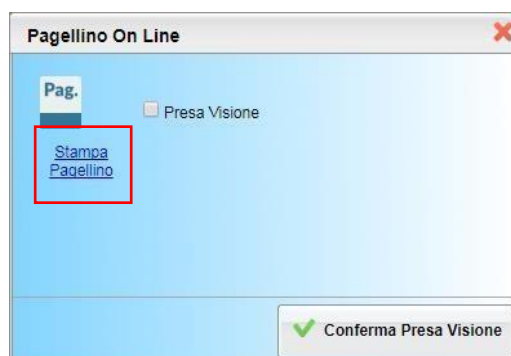 Pagellino On Line
Pag.
Presa Visione
Stampa
Pagellino
Conferma Presa Visione